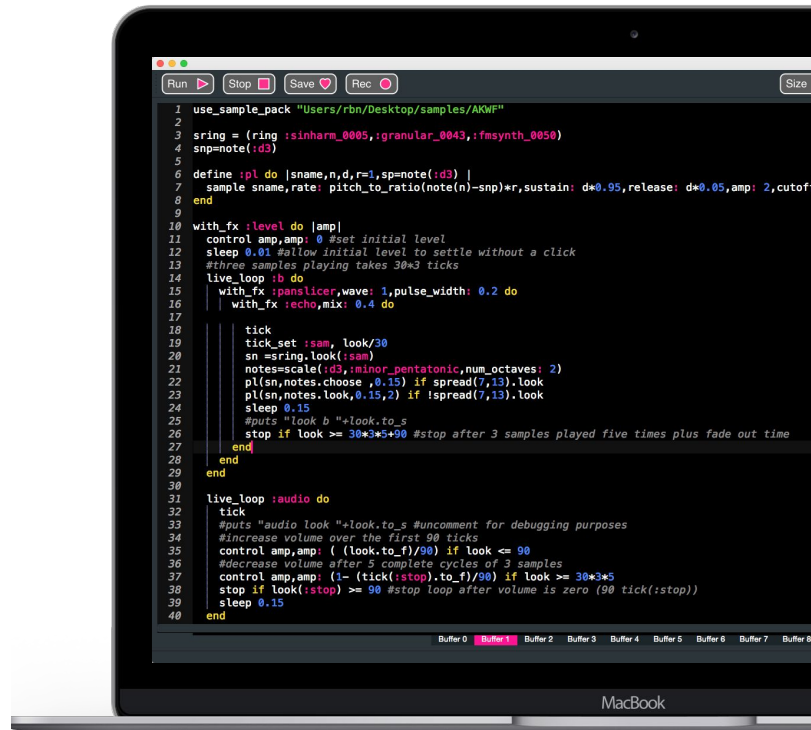 Run Stop Save Rec Size
1 use_sample_pack "Users/rbn/Desktop/samples/AKWF"
2
3 sring = (ring :sinharm_0005,:granular_0043,:fmsynth_0050)
4 snp=note(:d3)
5
6 define :pl do |sname,n,d,r=1,sp=note(:d3) |
7 sample sname,rate: pitch_to_ratio(note(n)-snp)*r,sustain: d*0.95,release: d*0.05,amp: 2,cutoff
8 end
9
10 with_fx :level do |amp|
11 control amp,amp: 0 #set initial level
12 sleep 0.01 #allow initial level to settle without a click
13 #three samples playing takes 30*3 ticks
14 live_loop :b do
15 with_fx :panslicer,wave: 1,pulse_width: 0.2 do
16 with_fx :echo,mix: 0.4 do
17
18 tick
19 tick_set :sam, look/30
20 sn =sring.look(:sam)
21 notes=scale(:d3,:minor_pentatonic,num_octaves: 2)
22 pl(sn,notes.choose ,0.15) if spread(7,13).look
23 pl(sn,notes.look,0.15,2) if !spread(7,13).look
24 sleep 0.15
25 #puts "look b "+look.to_s
26 stop if look >= 30*3*5+90 #stop after 3 samples played five times plus fade out time
27 end
28 end
29 end
30
31 live_loop :audio do
32 tick
33 #puts "audio look "+look.to_s #uncomment for debugging purposes
34 #increase volume over the first 90 ticks
35 control amp,amp: ( (look.to_f)/90) if look <= 90
36 #decrease volume after 5 complete cycles of 3 samples
37 control amp,amp: (1- (tick(:stop).to_f)/90) if look >= 30*3*5
38 stop if look(:stop) >= 90 #stop loop after volume is zero (90 tick(:stop))
39 sleep 0.15
40 end
Buffer 0 Buffer 1 Buffer 2 Buffer 3 Buffer 4 Buffer 5 Buffer 6 Buffer 7 Buffer 8
MacBook